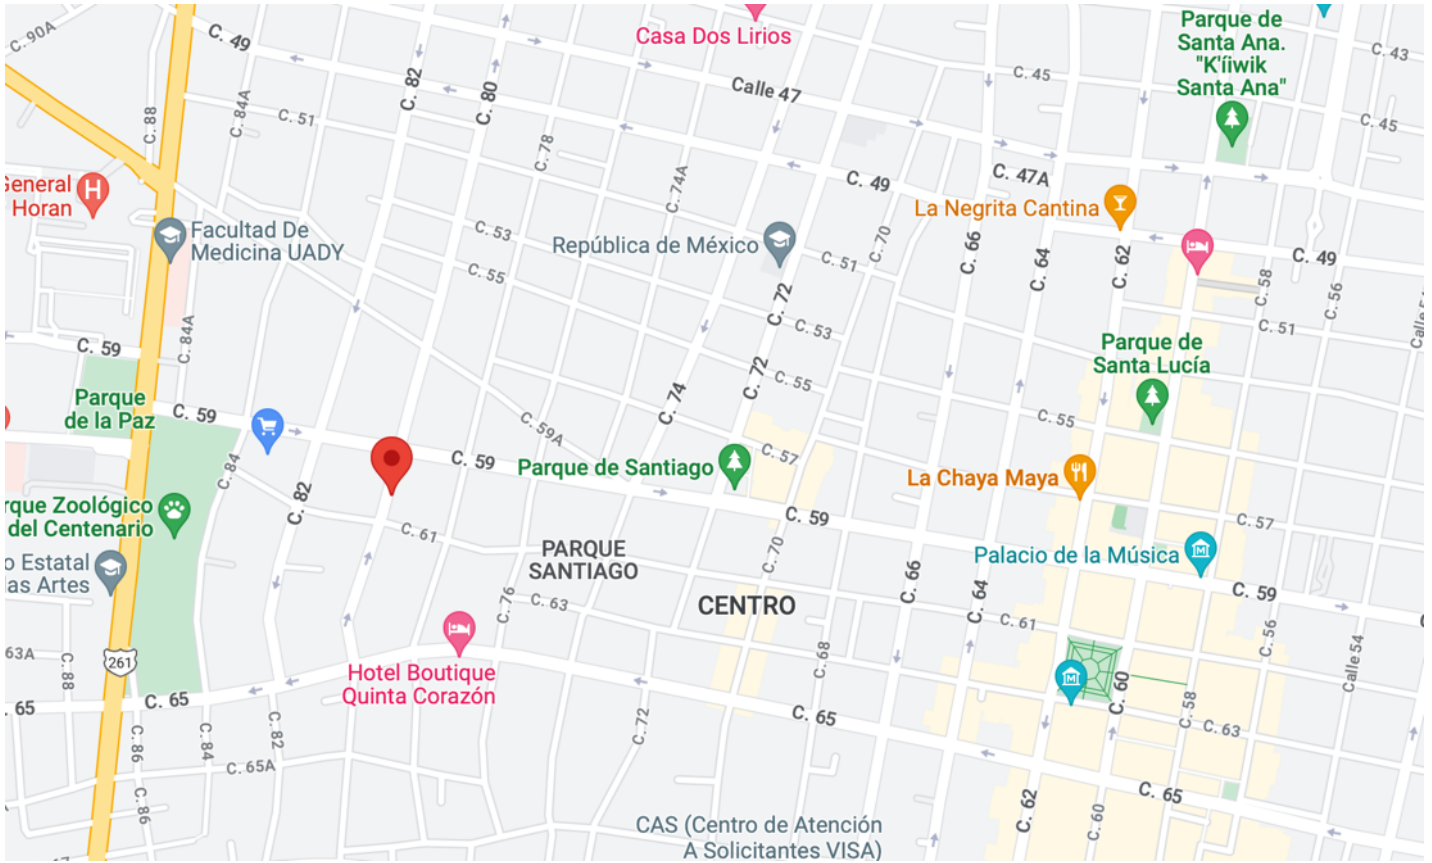 C. 90A
C. 49
Casa Dos Lirios
Parque de
Santa Ana.
"K'íiwik
Santa Ana"
C. 43
C. 82
C. 80
Calle 47
C. 45
C. 84A
C. 88
C. 51
C. 78
C. 45
General
Horan
H
C. 74A
C. 49
C. 47A
La Negrita Cantina
Facultad De
Medicina UADY
C. 53
República de México
C. 70
C. 51
C. 66
C. 64
C. 62
C. 49
C. 55
C. 72
C. 58
C. 56
C. 53
C. 51
Calle
C. 59
C. 84A
Parque de
Santa Lucía
C. 72
C. 55
Parque
de la Paz
C. 59
C. 74
C. 59A
C. 55
C. 59
Parque de Santiago
C. 57
La Chaya Maya
C. 84
C. 82
rque Zoológico
del Centenario
C. 61
C. 59
C. 57
PARQUE
SANTIAGO
C. 70
Palacio de la Música
M
o Estatal
las Artes
C. 66
C. 64
C. 59
C. 76
C. 63
CENTRO
C. 61
C. 56
63A
C. 88
261
C. 68
Calle 54
Hotel Boutique
Quinta Corazón
M
C. 60
C. 58
65
C. 65
C. 65
C. 63
C. 86
C. 84
C. 82
C. 72
C. 65A
C. 65
C. 86
C. 62
C. 60
CAS (Centro de Atención
A Solicitantes VISA)